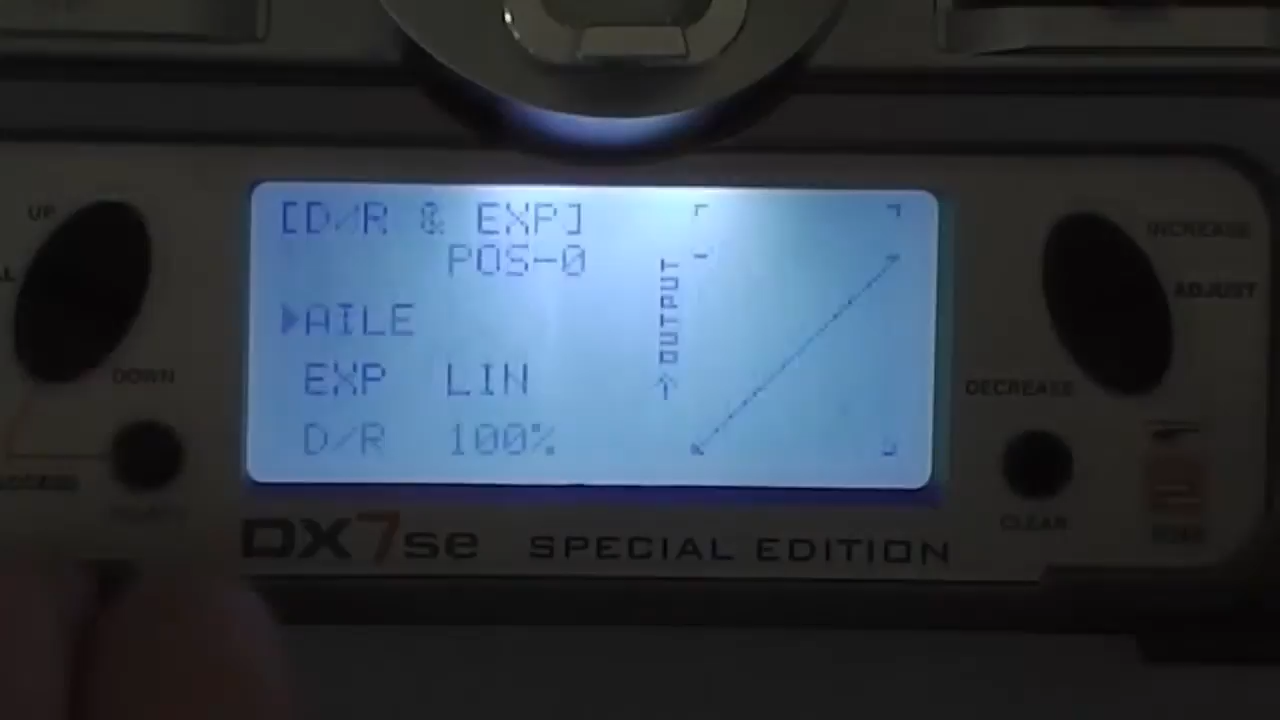 UP
DOWN
[D/R & EXP]
POS-0
▶AILE
EXP LIN
D/R 100%
↑OUTPUT
INCREASE
ADJUST
DECREASE
CLEAR
DX7se SPECIAL EDITION